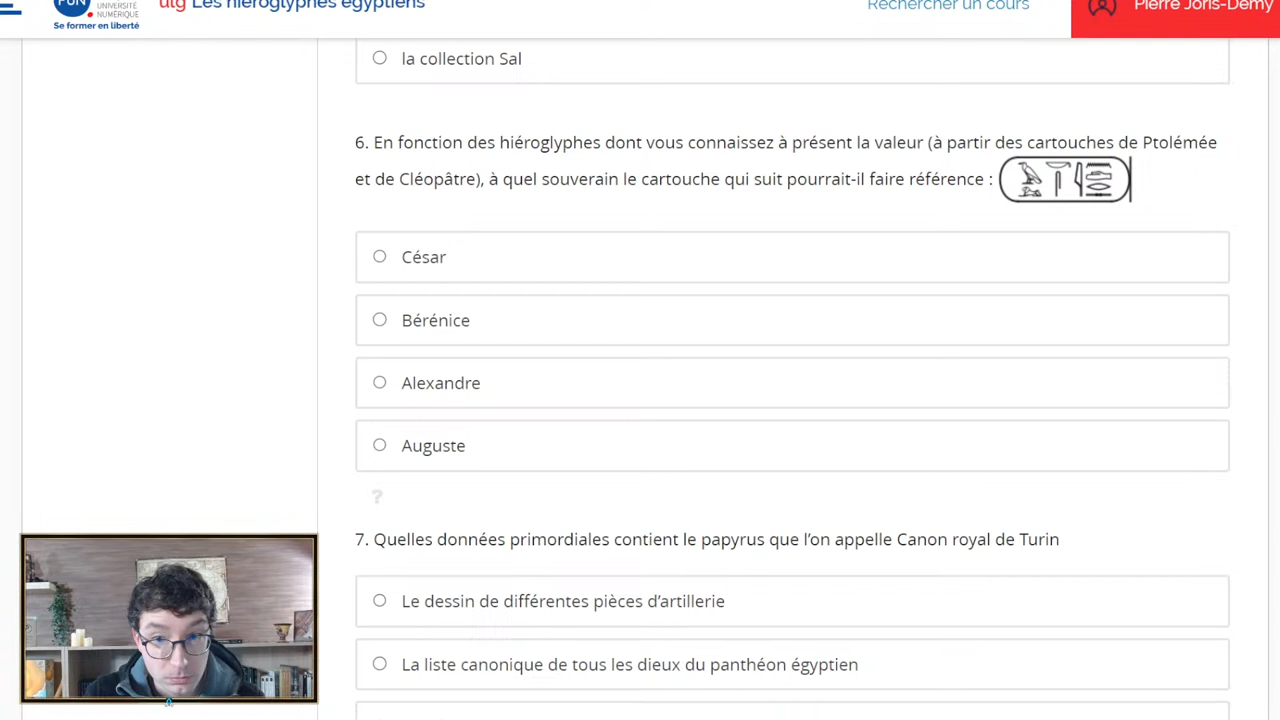 FUN UNIVERSITÉ
NUMÉRIQUE
Se former en liberté
ulg Les hiéroglyphes égyptiens
Rechercher un cours
Pierre Joris-Demy
la collection Sal
6. En fonction des hiéroglyphes dont vous connaissez à présent la valeur (à partir des cartouches de Ptolémée
et de Cléopâtre), à quel souverain le cartouche qui suit pourrait-il faire référence :
César
Bérénice
Alexandre
Auguste
?
7. Quelles données primordiales contient le papyrus que l’on appelle Canon royal de Turin
Le dessin de différentes pièces d’artillerie
La liste canonique de tous les dieux du panthéon égyptien